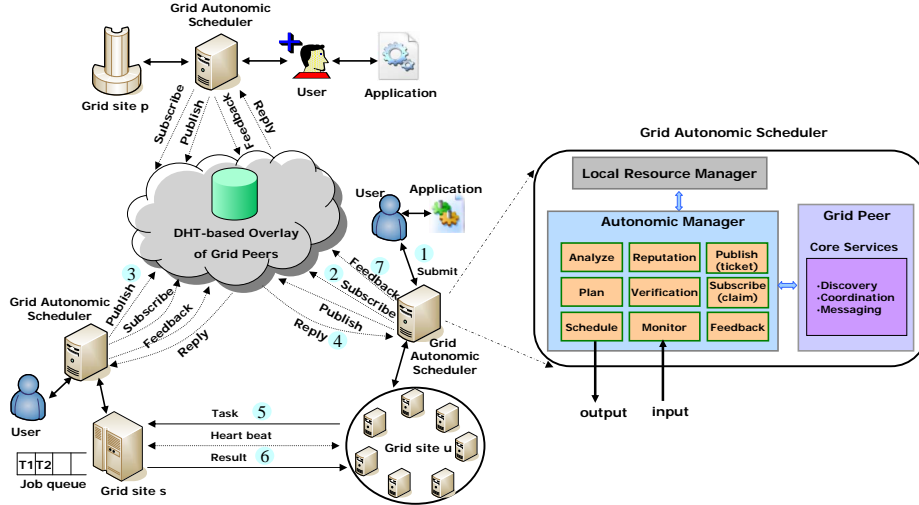 Grid Autonomic
Scheduler
Grid site p
User
Application
Subscribe
Publish
Feedback
Reply
DHT-based Overlay
of Grid Peers
User
Application
1
Submit
7
Feedback
2
Subscribe
Publish
Reply
4
Grid
Autonomic
Scheduler
3
Publish
Subscribe
Feedback
Reply
Grid Autonomic
Scheduler
User
Task
5
Heart beat
Result
6
T1
T2
Job queue
Grid site s
Grid site u
Grid Autonomic Scheduler
Local Resource Manager
Autonomic Manager
Analyze
Reputation
Publish
(ticket)
Plan
Verification
Subscribe
(claim)
Schedule
Monitor
Feedback
Grid Peer
Core Services
·Discovery
·Coordination
·Messaging
output
input